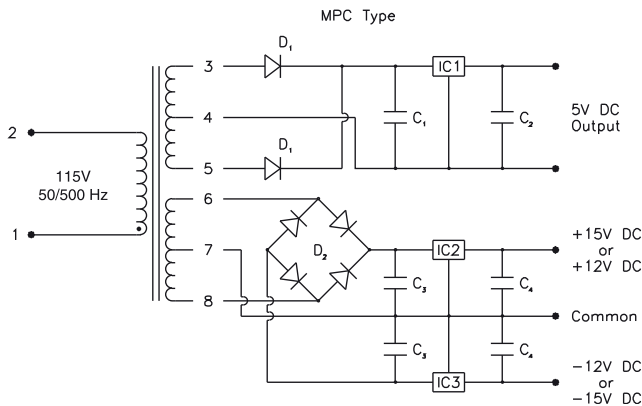 MPC Type
D₁
3
IC1
4
C₁
C₂
5V DC
Output
2
D₁
5
115V
50/500 Hz
6
1
7
D₂
IC2
+15V DC
or
+12V DC
8
C₃
C₄
Common
C₃
C₄
IC3
−12V DC
or
−15V DC